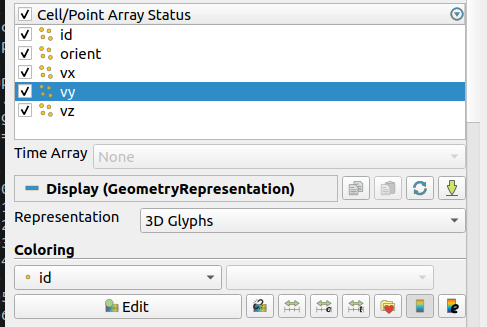 Cell/Point Array Status
id
orient
vx
vy
vz
Time Array None
Display (GeometryRepresentation)
Representation 3D Glyphs
Coloring
id
Edit